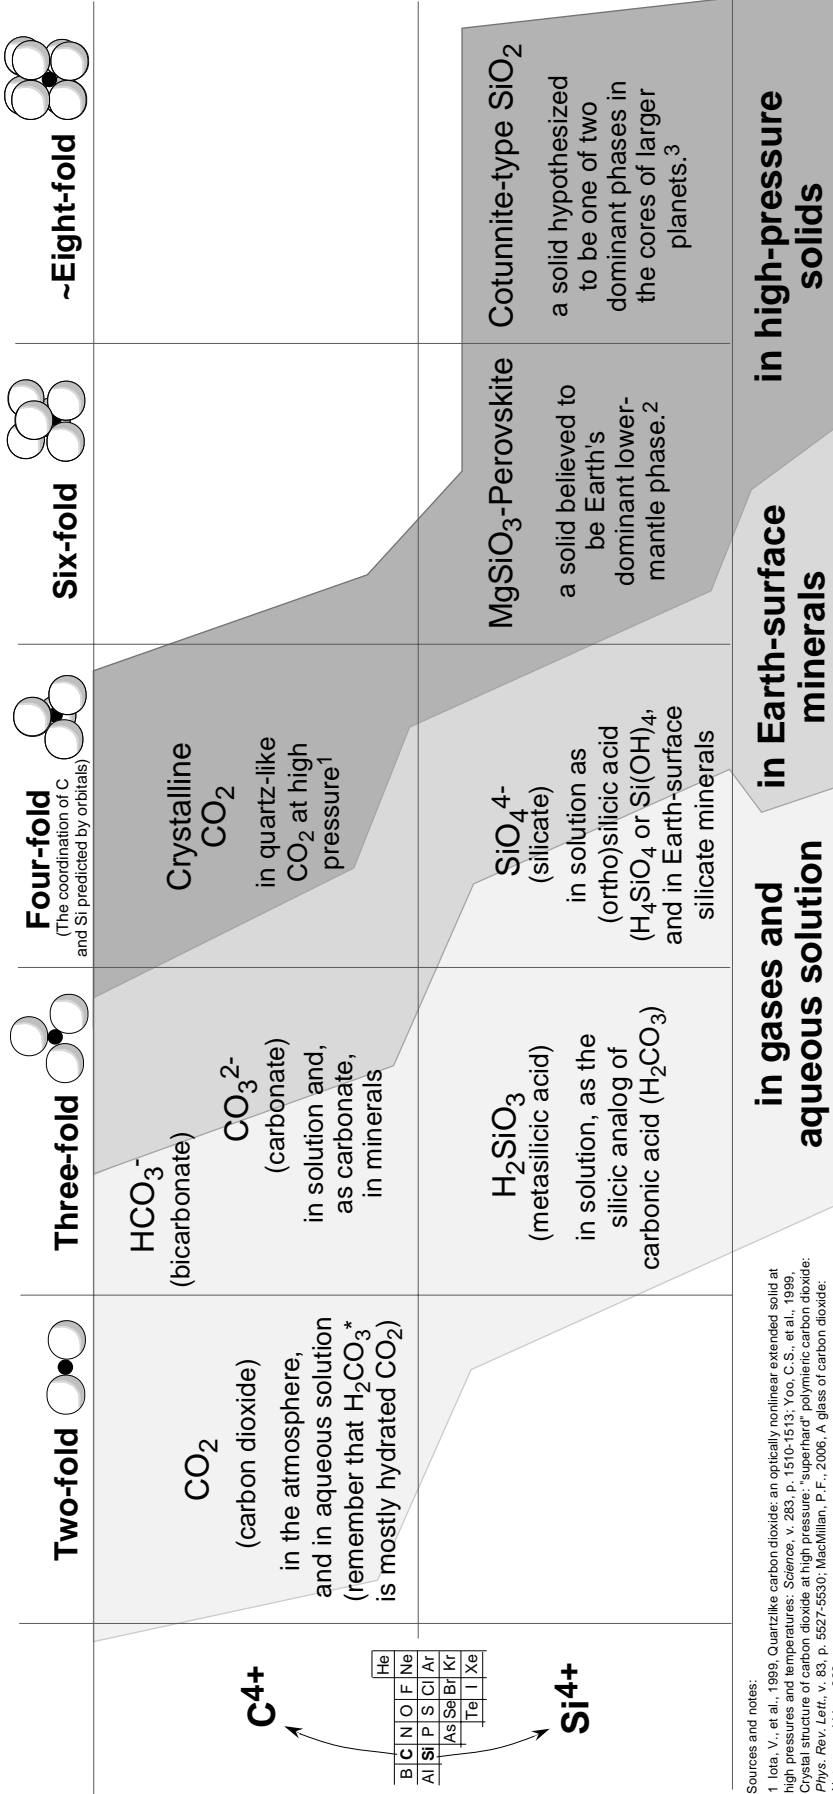 Two-fold
Three-fold
Four-fold
(The coordination of C
and Si predicted by orbitals)
Six-fold
~Eight-fold
C4+
CO2
(carbon dioxide)
in the atmosphere,
and in aqueous solution
(remember that H2CO3*
is mostly hydrated CO2)
HCO3-
(bicarbonate)
CO32-
(carbonate)
in solution and,
as carbonate,
in minerals
Crystalline
CO2
in quartz-like
CO2 at high
pressure1
He
B C N O F Ne
Al Si P S Cl Ar
As Se Br Kr
Te I Xe
Si4+
H2SiO3
(metasilicic acid)
in solution, as the
silicic analog of
carbonic acid (H2CO3)
SiO44-
(silicate)
in solution as
(ortho)silicic acid
(H4SiO4 or Si(OH)4,
and in Earth-surface
silicate minerals
MgSiO3-Perovskite
a solid believed to
be Earth's
dominant lower-
mantle phase.2
Cotunnite-type SiO2
a solid hypothesized
to be one of two
dominant phases in
the cores of larger
planets.3
in gases and
aqueous solution
in Earth-surface
minerals
in high-pressure
solids
Sources and notes:
1 Iota, V., et al., 1999, Quartzlike carbon dioxide: an optically nonlinear extended solid at
high pressures and temperatures: Science, v. 283, p. 1510-1513; Yoo, C.S., et al., 1999,
Crystal structure of carbon dioxide at high pressure: "superhard" polymeric carbon dioxide:
Phys. Rev. Lett., v. 83, p. 5527-5530; MacMillan, P.F., 2006, A glass of carbon dioxide: